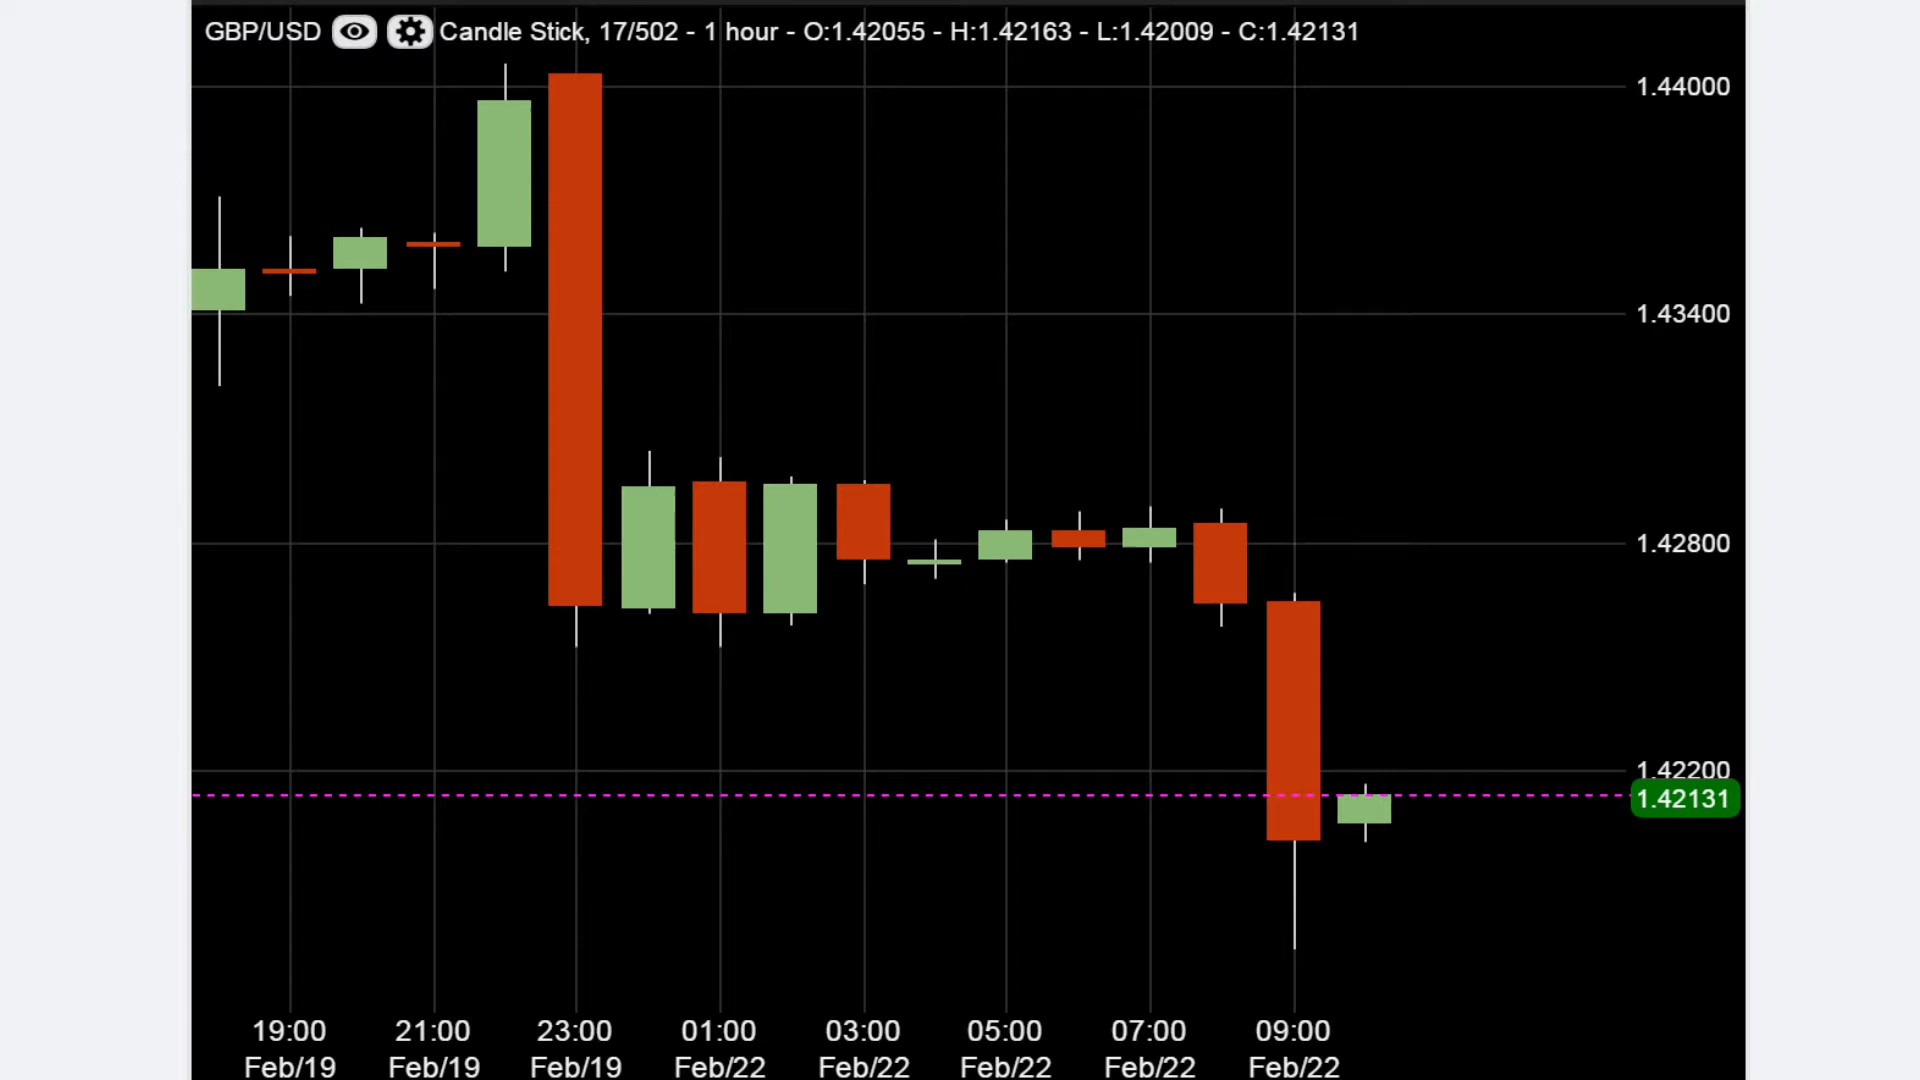 GBP/USD Candle Stick, 17/502 - 1 hour - O:1.42055 - H:1.42163 - L:1.42009 - C:1.42131
1.44000
1.43400
1.42800
1.42200
1.42131
19:00 21:00 23:00 01:00 03:00 05:00 07:00 09:00
Feb/19 Feb/19 Feb/19 Feb/22 Feb/22 Feb/22 Feb/22 Feb/22